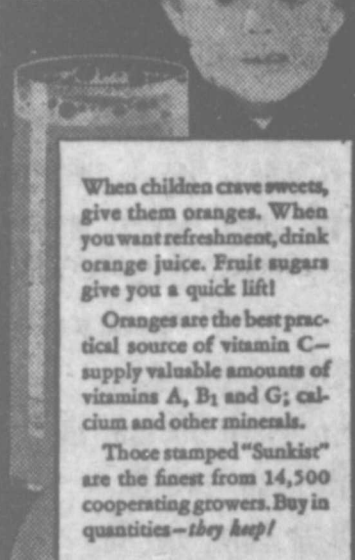 When children crave sweets,
give them oranges. When
you want refreshment, drink
orange juice. Fruit sugars
give you a quick lift!
Oranges are the best prac-
tical source of vitamin C—
supply valuable amounts of
vitamins A, B₁ and G; cal-
cium and other minerals.
Those stamped "Sunkist"
are the finest from 14,500
cooperating growers. Buy in
quantities—they keep!